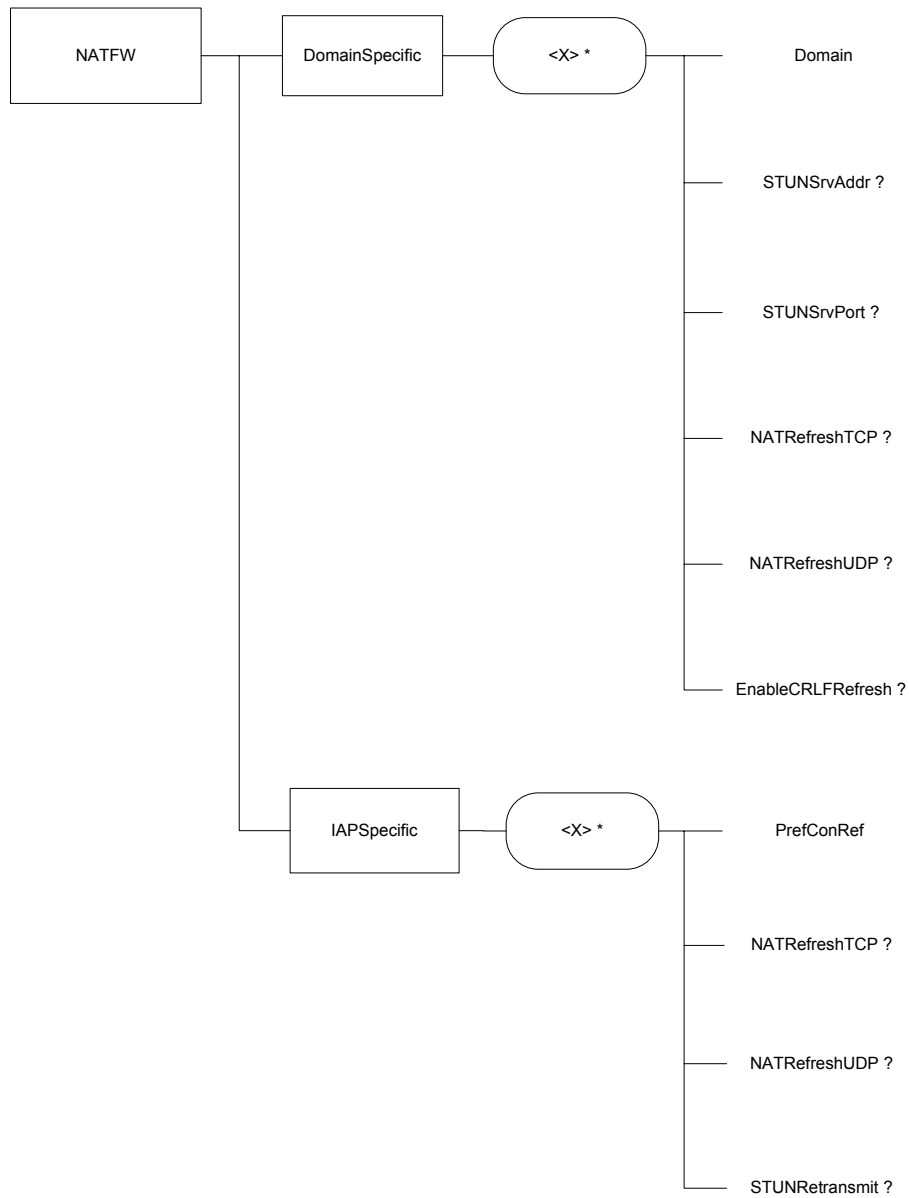 NATFW
DomainSpecific
<X> *
Domain
STUNSrvAddr ?
STUNSrvPort ?
NATRefreshTCP ?
NATRefreshUDP ?
EnableCRLFRefresh ?
IAPSpecific
<X> *
PrefConRef
NATRefreshTCP ?
NATRefreshUDP ?
STUNRetransmit ?